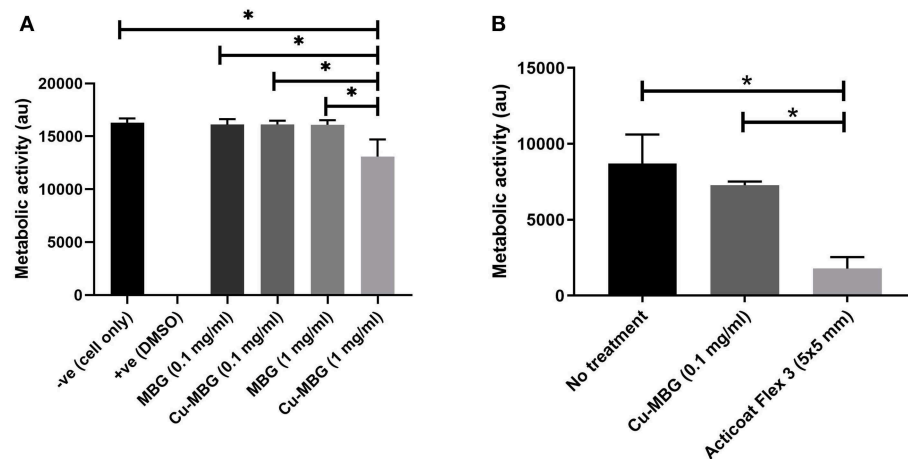 A
Metabolic activity (au)
20000
15000
10000
5000
0
*
*
*
*
-ve (cell only)
+ve (DMSO)
MBG (0.1 mg/ml)
Cu-MBG (0.1 mg/ml)
MBG (1 mg/ml)
Cu-MBG (1 mg/ml)
B
Metabolic activity (au)
15000
10000
5000
0
*
*
No treatment
Cu-MBG (0.1 mg/ml)
Acticoat Flex 3 (5x5 mm)